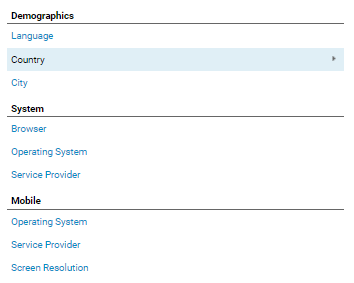 Demographics
Language
Country
City
System
Browser
Operating System
Service Provider
Mobile
Operating System
Service Provider
Screen Resolution